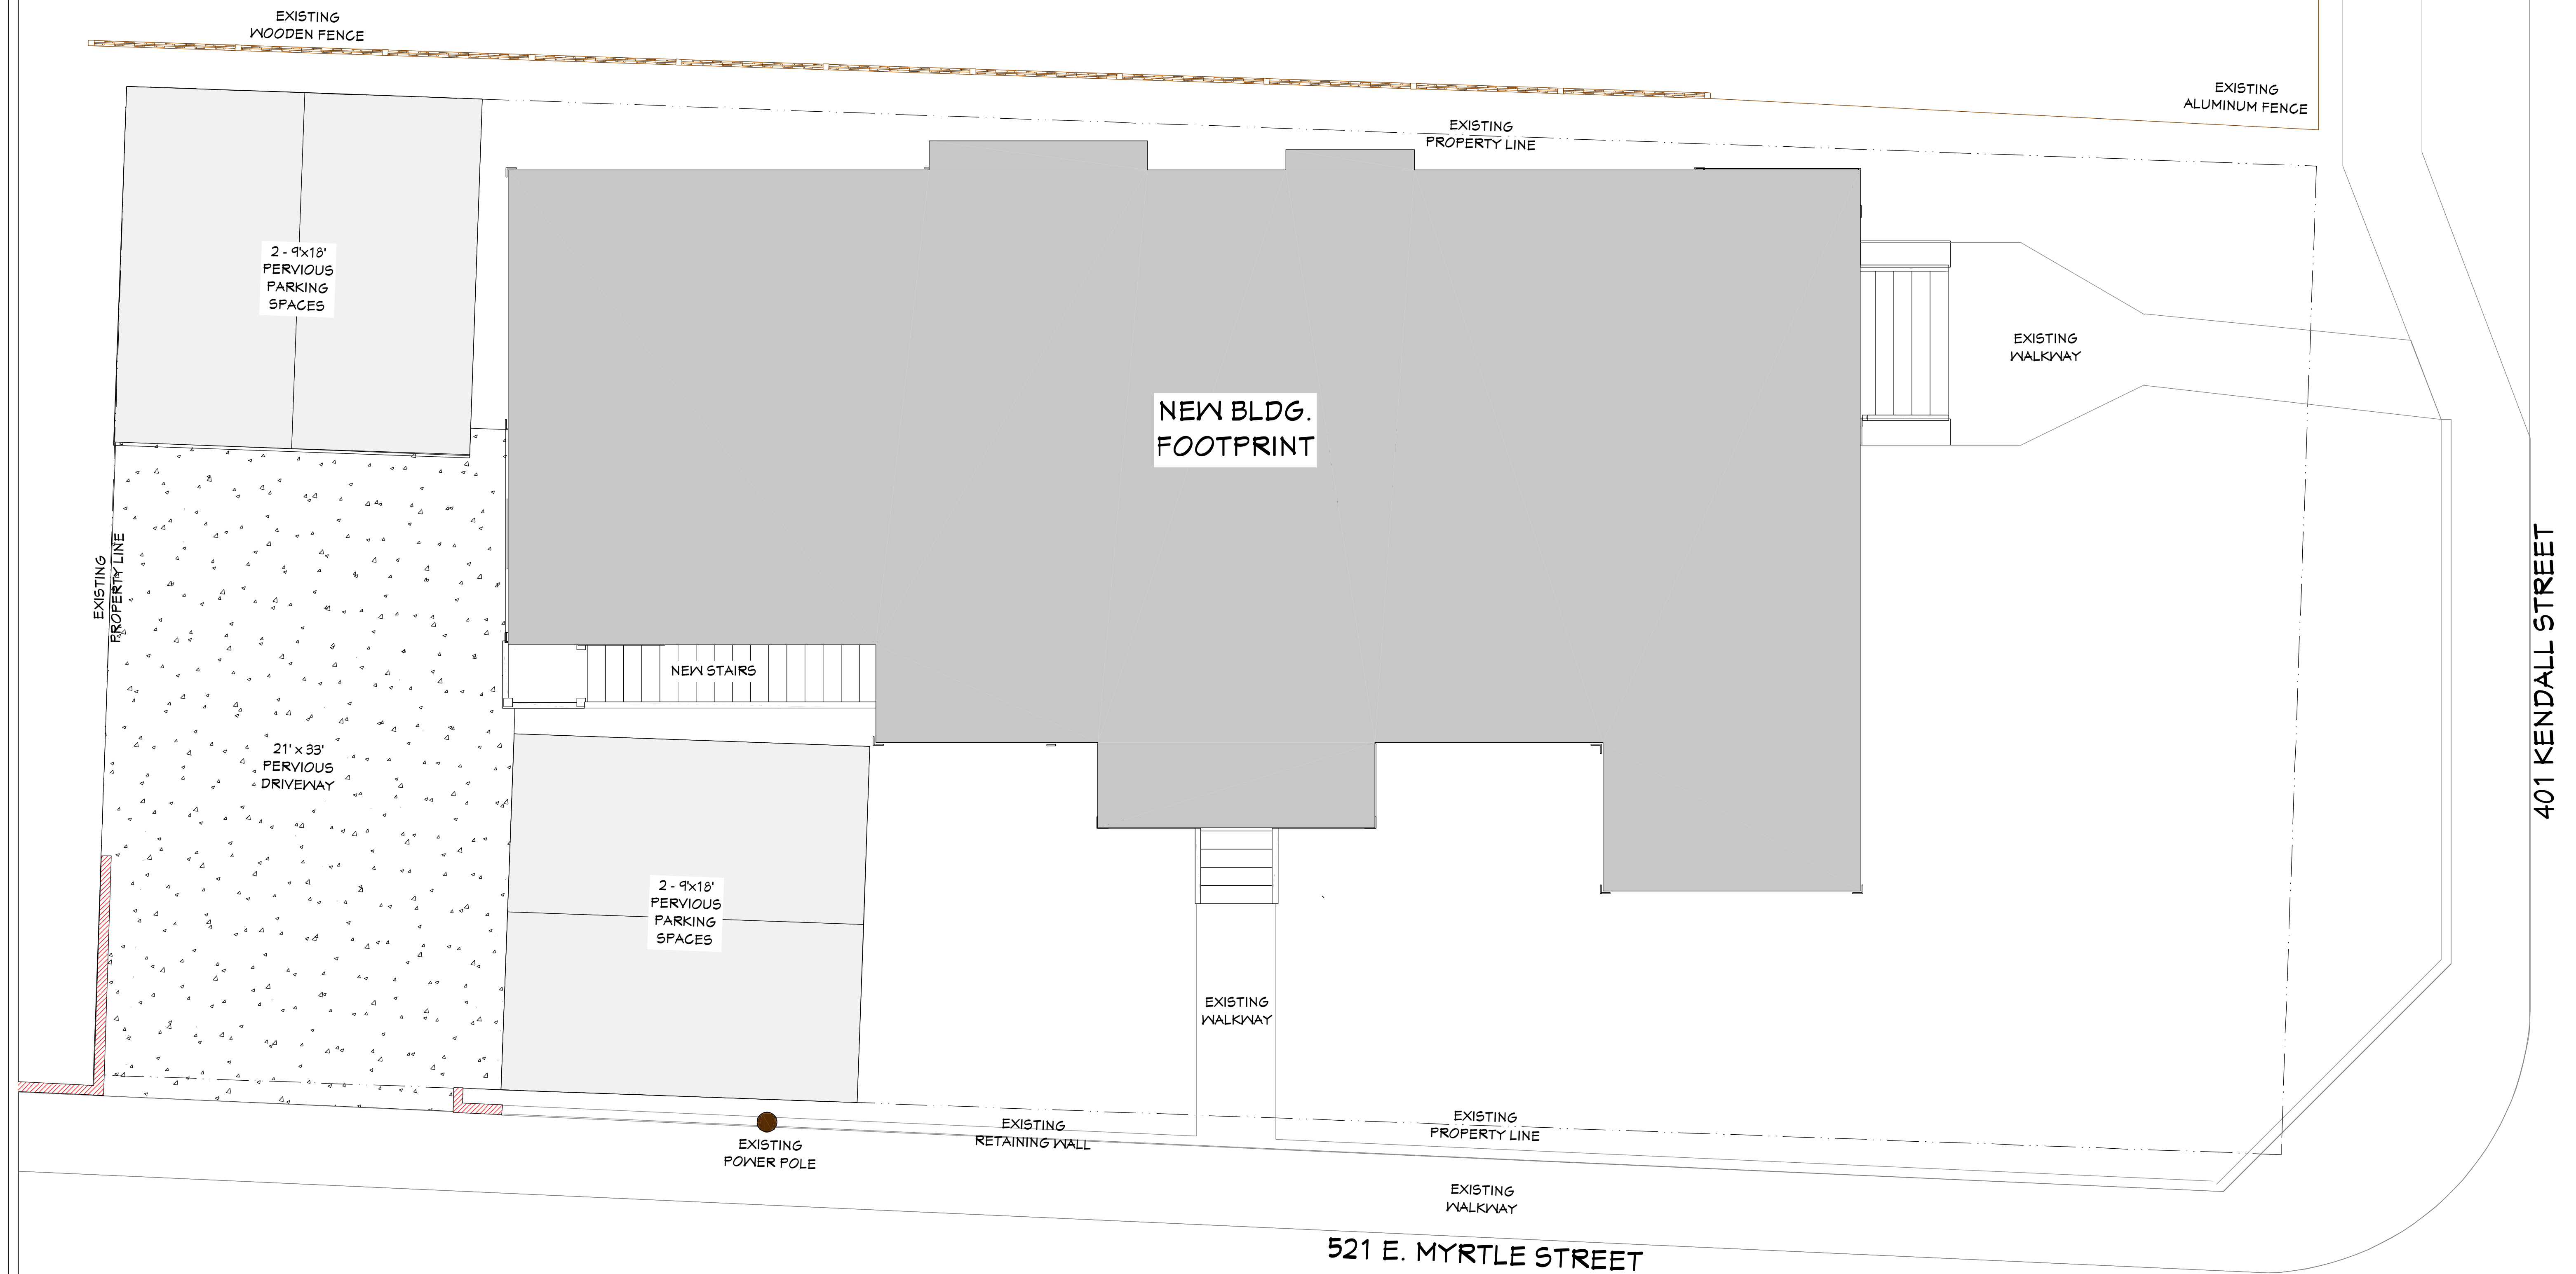 EXISTING
WOODEN FENCE
EXISTING
ALUMINUM FENCE
EXISTING
PROPERTY LINE
2 - 9'x18'
PERVIOUS
PARKING
SPACES
EXISTING
WALKWAY
NEW BLDG.
FOOTPRINT
EXISTING
PROPERTY LINE
401 KENDALL STREET
NEW STAIRS
21' x 33'
PERVIOUS
DRIVEWAY
2 - 9'x18'
PERVIOUS
PARKING
SPACES
EXISTING
WALKWAY
EXISTING
PROPERTY LINE
EXISTING
RETAINING WALL
EXISTING
POWER POLE
EXISTING
WALKWAY
521 E. MYRTLE STREET